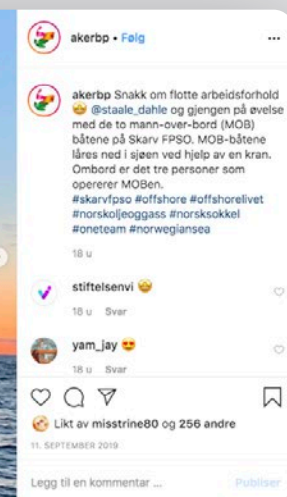 akerbp • Følg
akerbp Snakk om flotte arbeidsforhold
🤩 @staale_dahle og gjengen på øvelse
med de to mann-over-bord (MOB)
båtene på Skarv FPSO. MOB-båtene
låres ned i sjøen ved hjelp av en kran.
Ombord er det tre personer som
opererer MOBen.
#skarvfpso #offshore #offshorelivet
#norskoljeoggass #norsksokkel
#oneteam #norwegiansea
18 u
stiftelsenvi 🤩
18 u Svar
yam_jay 😍
18 u Svar
Likt av misstrine80 og 256 andre
11. SEPTEMBER 2019
Legg til en kommentar ... Publiser